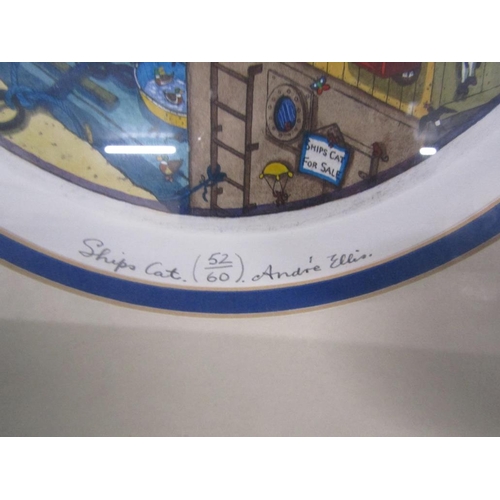 SHIPS CAT
FOR SALE
Ships Cat. (52/60). André Ellis.